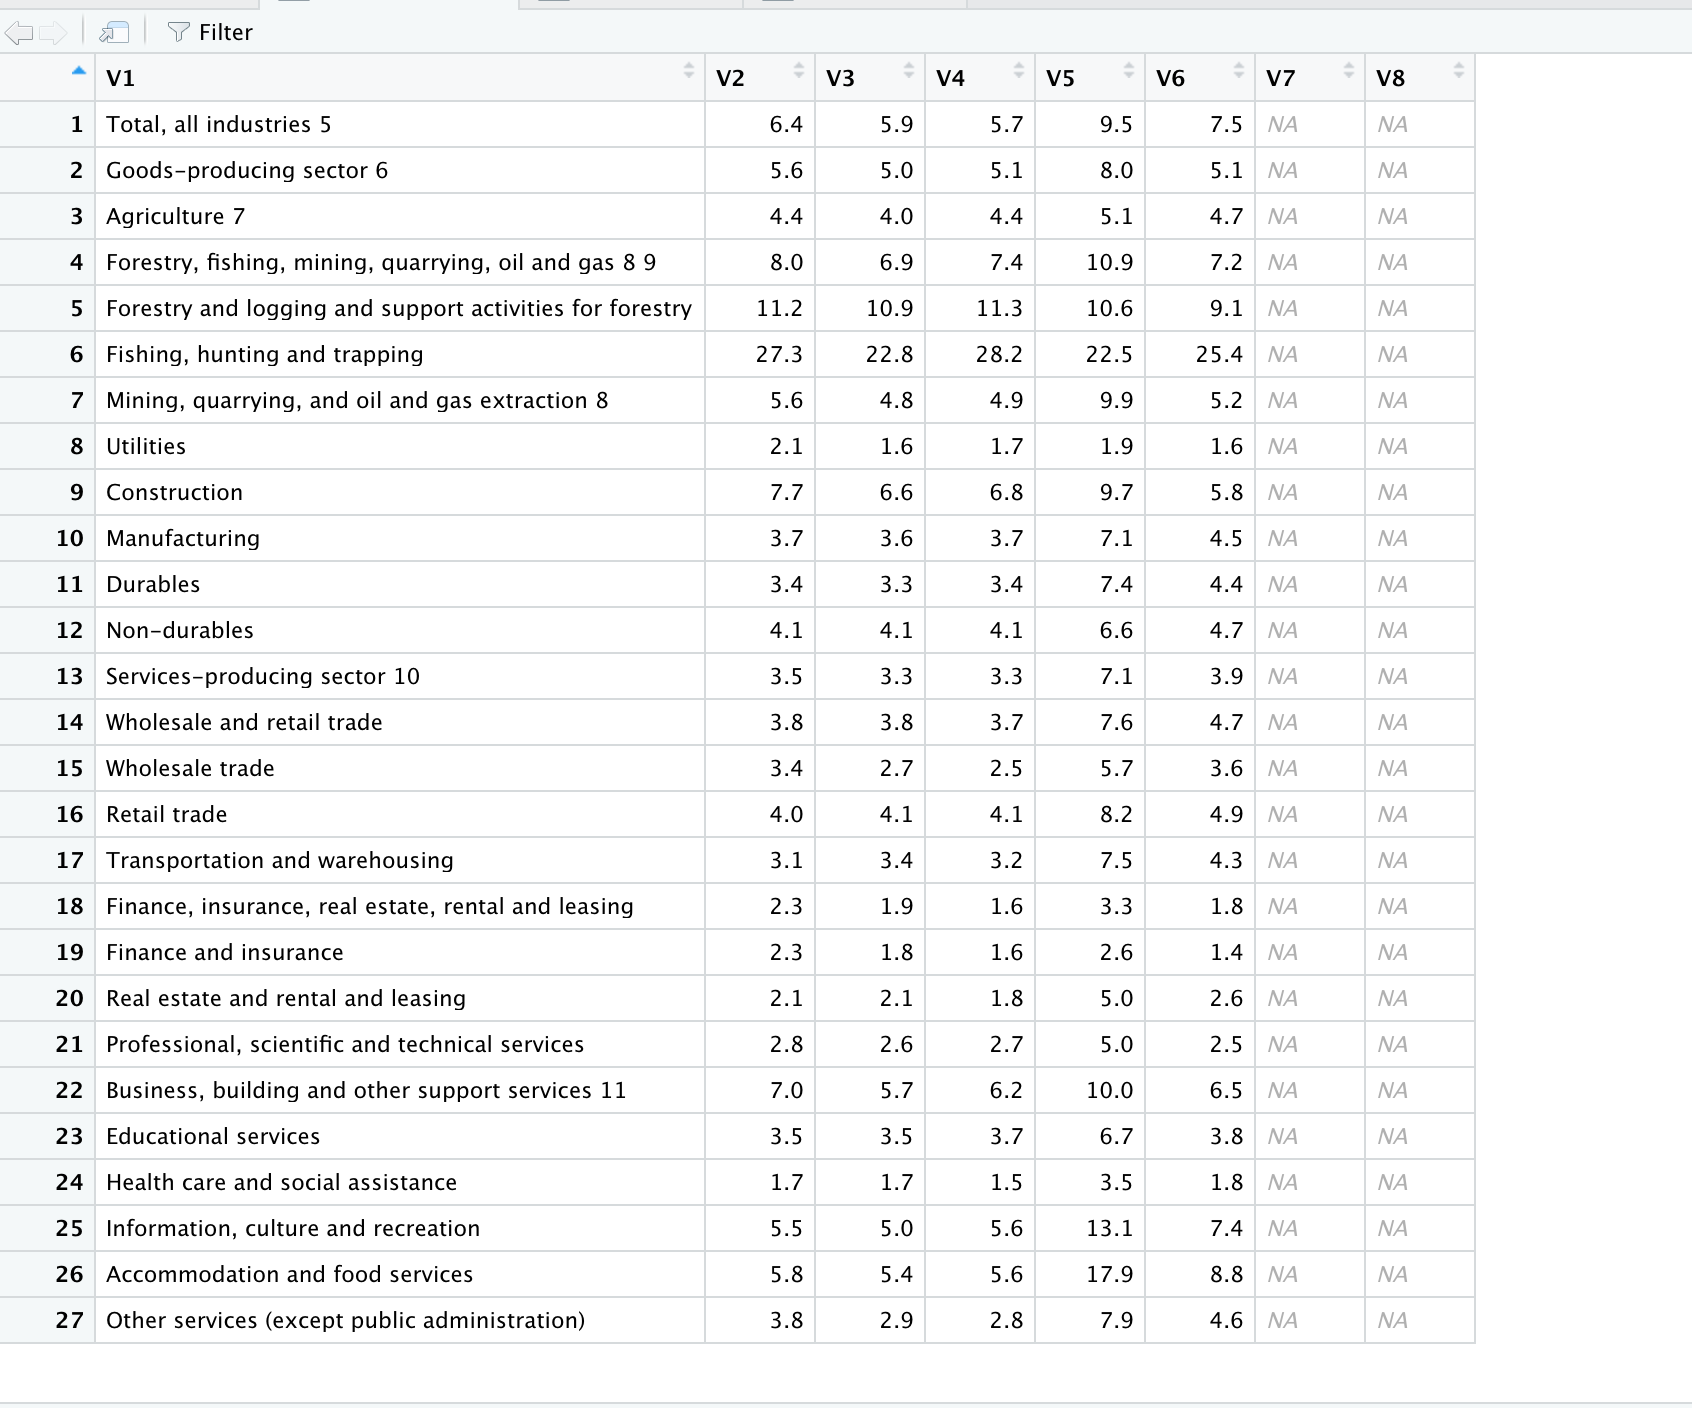 Filter
V1 V2 V3 V4 V5 V6 V7 V8
1 Total, all industries 5 6.4 5.9 5.7 9.5 7.5 NA NA
2 Goods-producing sector 6 5.6 5.0 5.1 8.0 5.1 NA NA
3 Agriculture 7 4.4 4.0 4.4 5.1 4.7 NA NA
4 Forestry, fishing, mining, quarrying, oil and gas 8 9 8.0 6.9 7.4 10.9 7.2 NA NA
5 Forestry and logging and support activities for forestry 11.2 10.9 11.3 10.6 9.1 NA NA
6 Fishing, hunting and trapping 27.3 22.8 28.2 22.5 25.4 NA NA
7 Mining, quarrying, and oil and gas extraction 8 5.6 4.8 4.9 9.9 5.2 NA NA
8 Utilities 2.1 1.6 1.7 1.9 1.6 NA NA
9 Construction 7.7 6.6 6.8 9.7 5.8 NA NA
10 Manufacturing 3.7 3.6 3.7 7.1 4.5 NA NA
11 Durables 3.4 3.3 3.4 7.4 4.4 NA NA
12 Non-durables 4.1 4.1 4.1 6.6 4.7 NA NA
13 Services-producing sector 10 3.5 3.3 3.3 7.1 3.9 NA NA
14 Wholesale and retail trade 3.8 3.8 3.7 7.6 4.7 NA NA
15 Wholesale trade 3.4 2.7 2.5 5.7 3.6 NA NA
16 Retail trade 4.0 4.1 4.1 8.2 4.9 NA NA
17 Transportation and warehousing 3.1 3.4 3.2 7.5 4.3 NA NA
18 Finance, insurance, real estate, rental and leasing 2.3 1.9 1.6 3.3 1.8 NA NA
19 Finance and insurance 2.3 1.8 1.6 2.6 1.4 NA NA
20 Real estate and rental and leasing 2.1 2.1 1.8 5.0 2.6 NA NA
21 Professional, scientific and technical services 2.8 2.6 2.7 5.0 2.5 NA NA
22 Business, building and other support services 11 7.0 5.7 6.2 10.0 6.5 NA NA
23 Educational services 3.5 3.5 3.7 6.7 3.8 NA NA
24 Health care and social assistance 1.7 1.7 1.5 3.5 1.8 NA NA
25 Information, culture and recreation 5.5 5.0 5.6 13.1 7.4 NA NA
26 Accommodation and food services 5.8 5.4 5.6 17.9 8.8 NA NA
27 Other services (except public administration) 3.8 2.9 2.8 7.9 4.6 NA NA